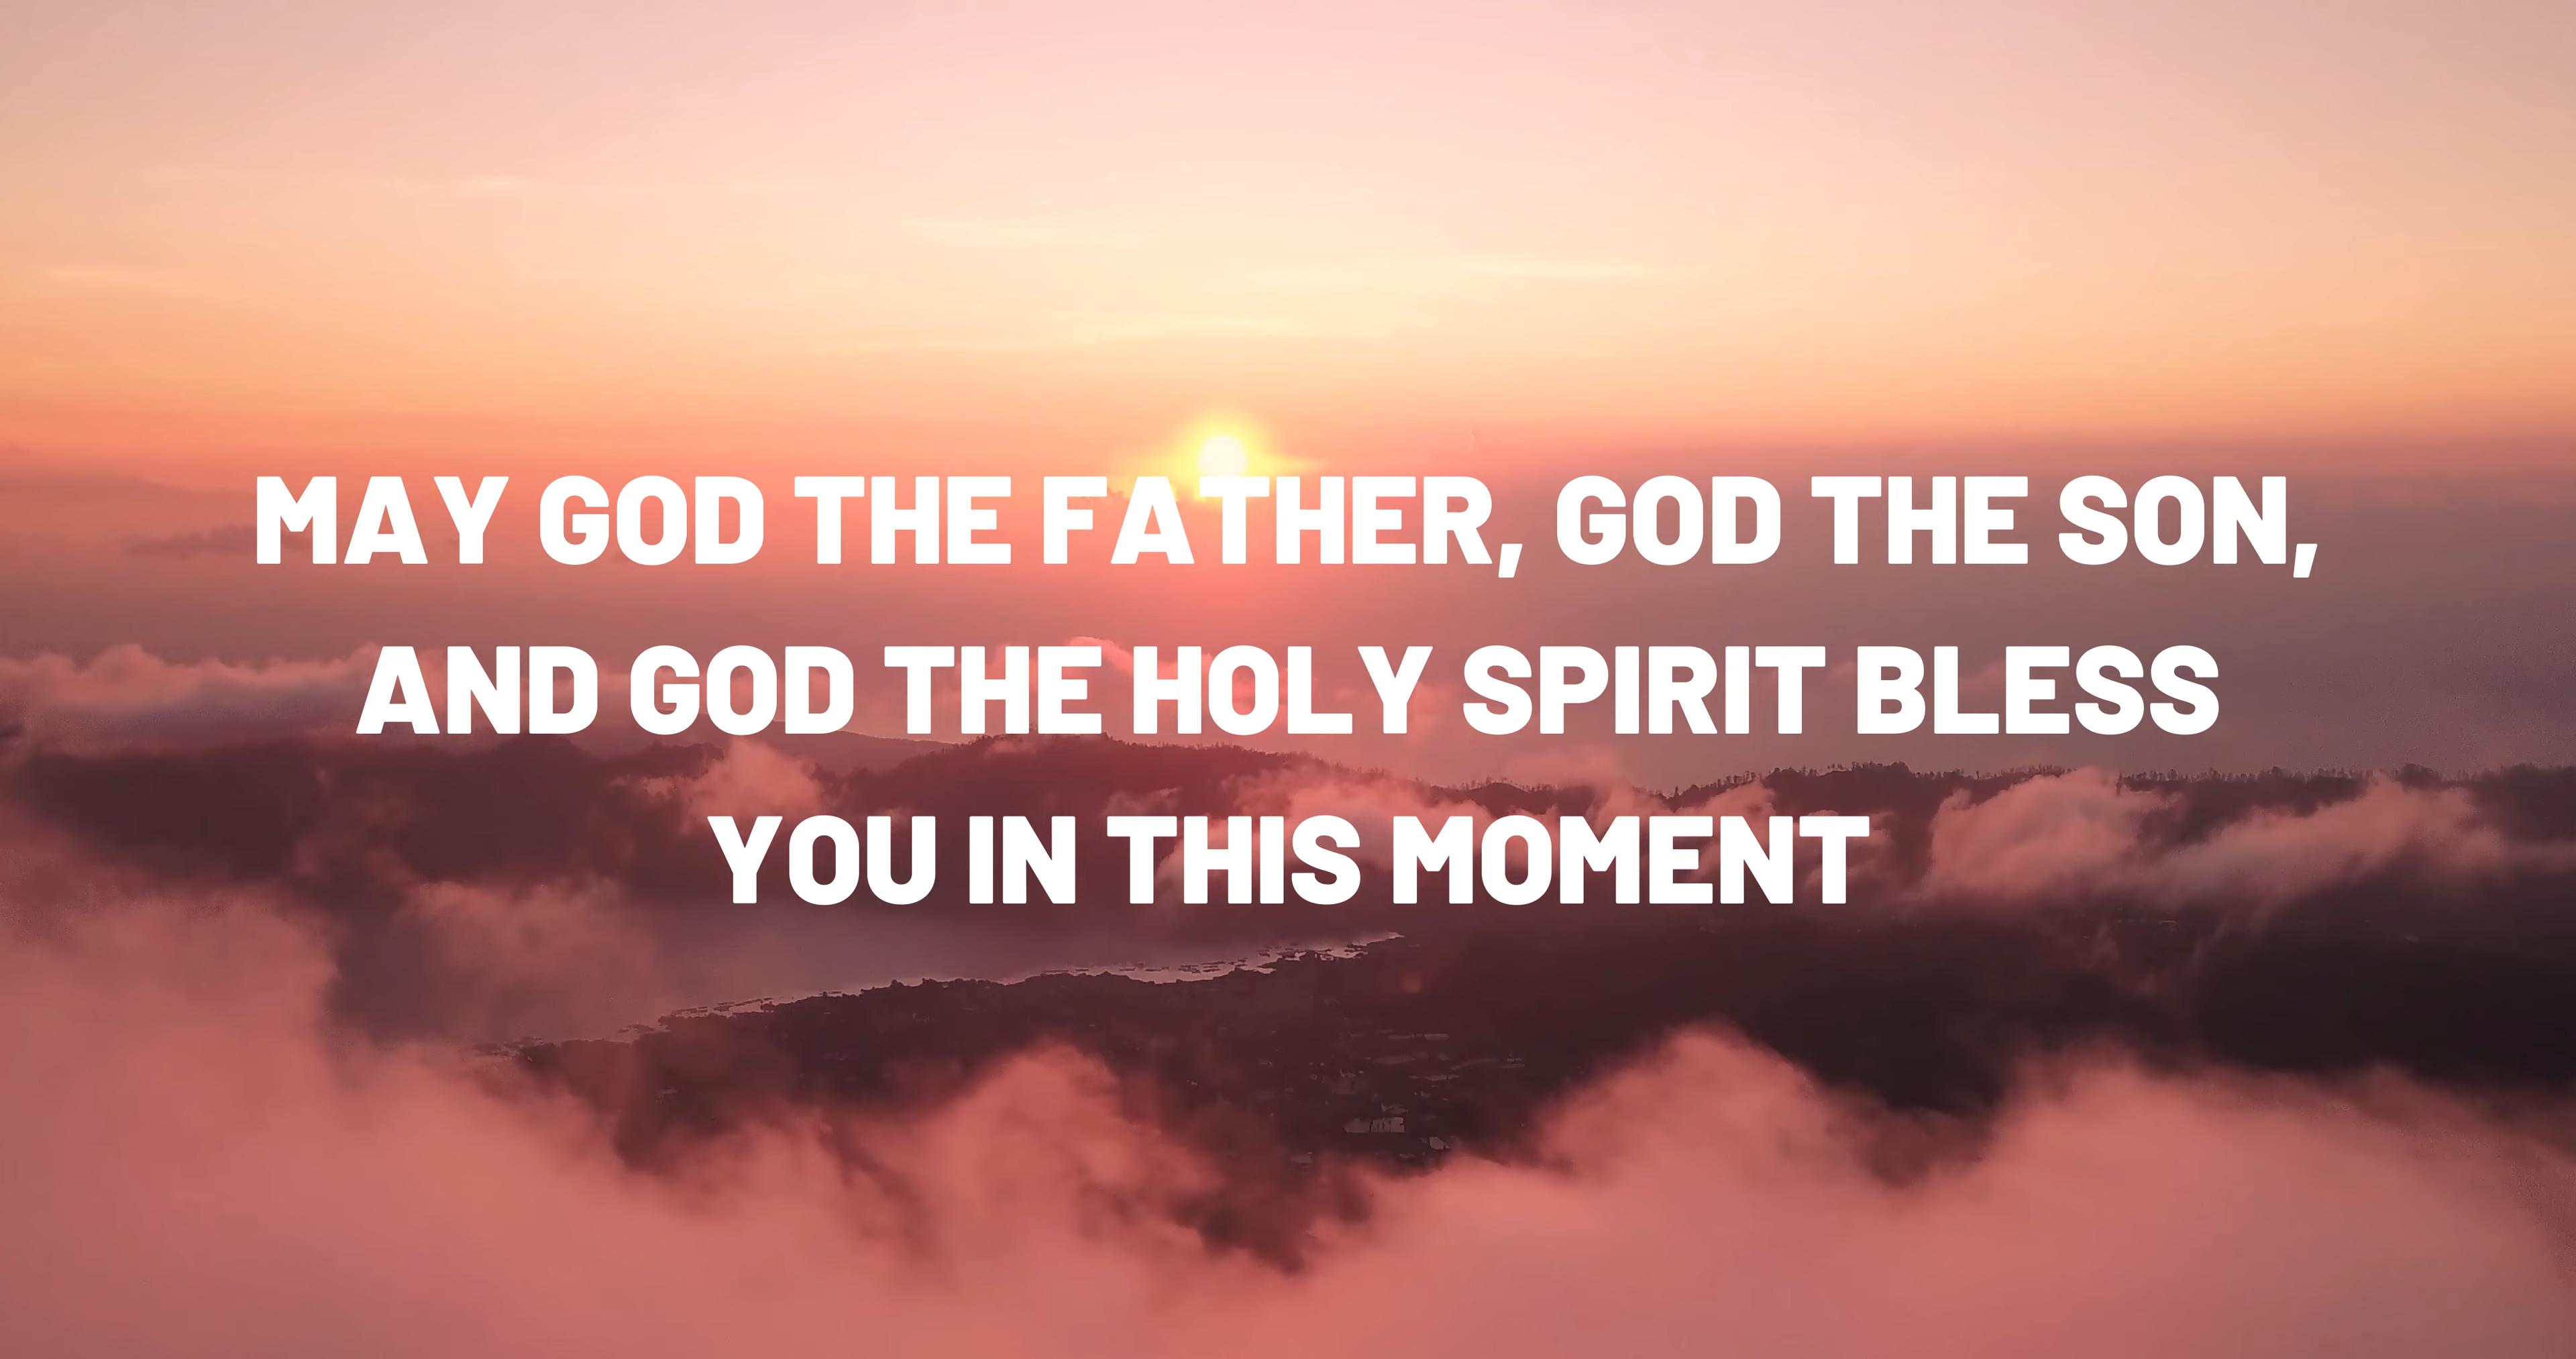 MAY GOD THE FATHER, GOD THE SON,
AND GOD THE HOLY SPIRIT BLESS
YOU IN THIS MOMENT